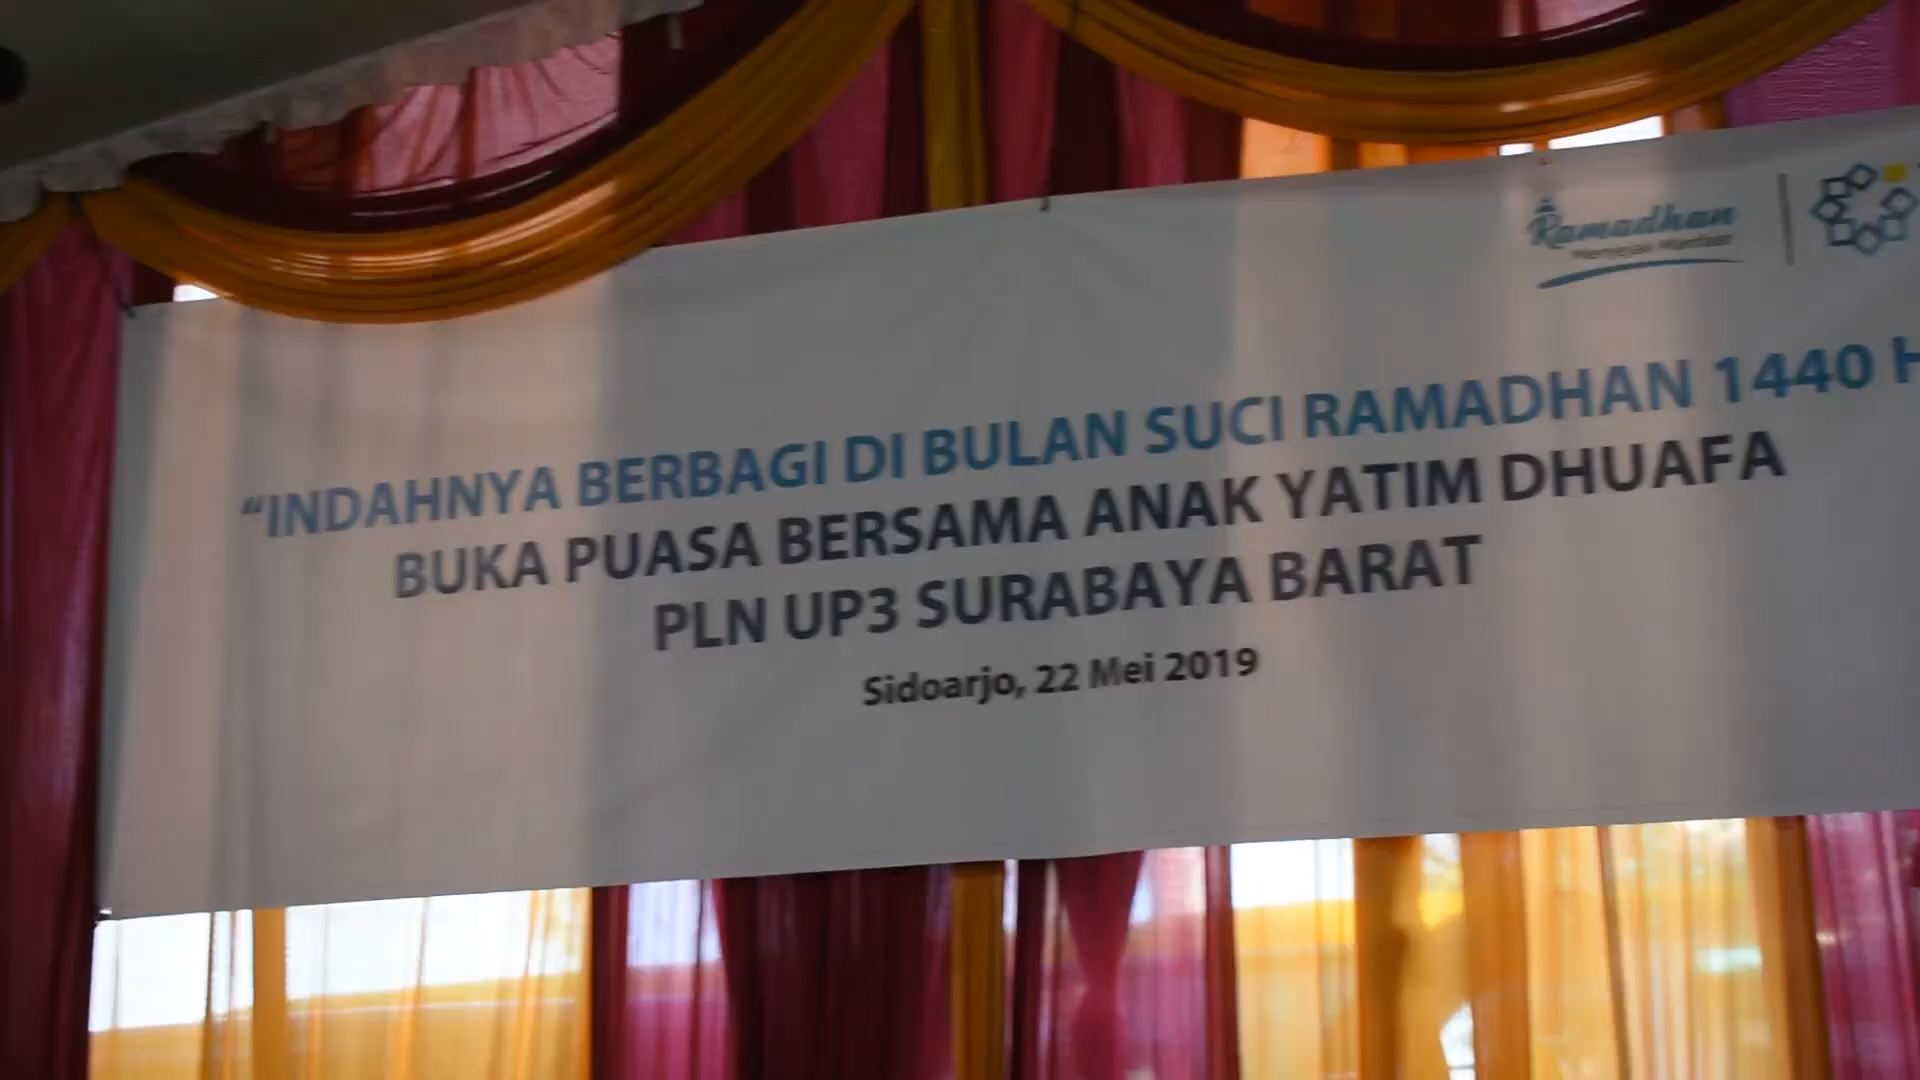 Ramadhan
"INDAHNYA BERBAGI DI BULAN SUCI RAMADHAN 1440 H
BUKA PUASA BERSAMA ANAK YATIM DHUAFA
PLN UP3 SURABAYA BARAT
Sidoarjo, 22 Mei 2019